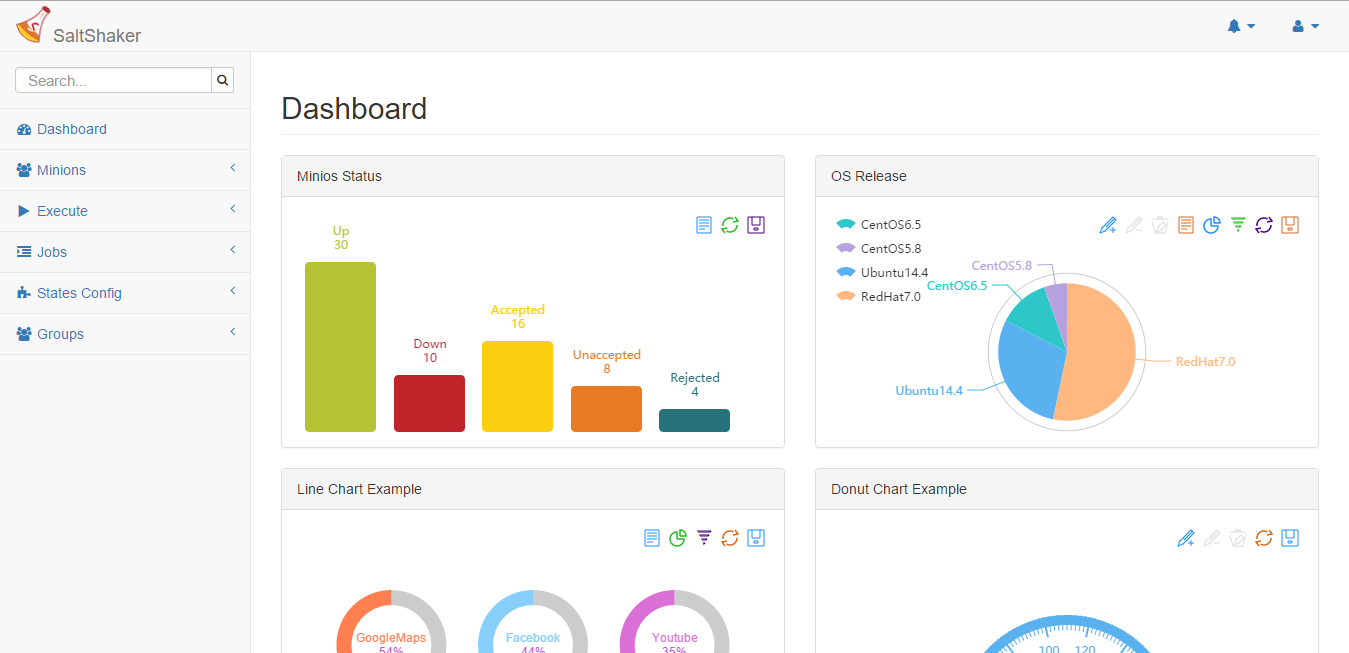 SaltShaker
Search...
Dashboard
Minions
Execute
Jobs
States Config
Groups
Dashboard
Minios Status
Up
30
Down
10
Accepted
16
Unaccepted
8
Rejected
4
OS Release
CentOS6.5
CentOS5.8
Ubuntu14.4
RedHat7.0
CentOS5.8
CentOS6.5
RedHat7.0
Ubuntu14.4
Line Chart Example
GoogleMaps
54%
Facebook
44%
Youtube
35%
Donut Chart Example
100 120